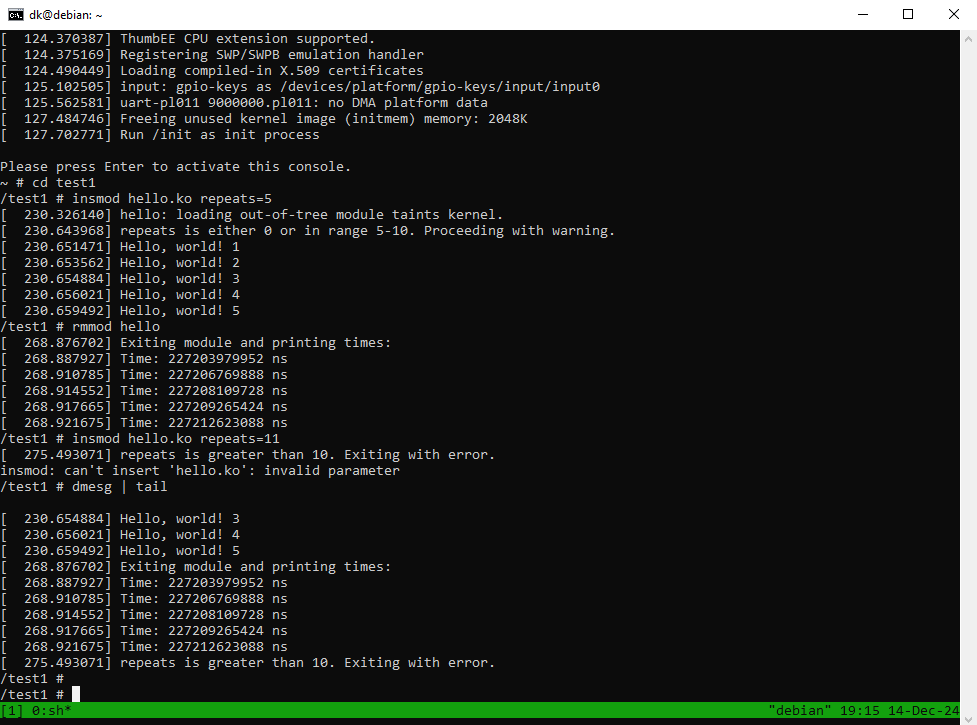 dk@debian: ~
[  124.370387] ThumbEE CPU extension supported.
[  124.375169] Registering SWP/SWPB emulation handler
[  124.490449] Loading compiled-in X.509 certificates
[  125.102505] input: gpio-keys as /devices/platform/gpio-keys/input/input0
[  125.562581] uart-pl011 9000000.pl011: no DMA platform data
[  127.484746] Freeing unused kernel image (initmem) memory: 2048K
[  127.702771] Run /init as init process

Please press Enter to activate this console.
~ # cd test1
/test1 # insmod hello.ko repeats=5
[  230.326140] hello: loading out-of-tree module taints kernel.
[  230.643968] repeats is either 0 or in range 5-10. Proceeding with warning.
[  230.651471] Hello, world! 1
[  230.653562] Hello, world! 2
[  230.654884] Hello, world! 3
[  230.656021] Hello, world! 4
[  230.659492] Hello, world! 5
/test1 # rmmod hello
[  268.876702] Exiting module and printing times:
[  268.887927] Time: 227203979952 ns
[  268.910785] Time: 227206769888 ns
[  268.914552] Time: 227208109728 ns
[  268.917665] Time: 227209265424 ns
[  268.921675] Time: 227212623088 ns
/test1 # insmod hello.ko repeats=11
[  275.493071] repeats is greater than 10. Exiting with error.
insmod: can't insert 'hello.ko': invalid parameter
/test1 # dmesg | tail

[  230.654884] Hello, world! 3
[  230.656021] Hello, world! 4
[  230.659492] Hello, world! 5
[  268.876702] Exiting module and printing times:
[  268.887927] Time: 227203979952 ns
[  268.910785] Time: 227206769888 ns
[  268.914552] Time: 227208109728 ns
[  268.917665] Time: 227209265424 ns
[  268.921675] Time: 227212623088 ns
[  275.493071] repeats is greater than 10. Exiting with error.
/test1 #
/test1 #
[1] 0:sh* "debian" 19:15 14-Dec-24